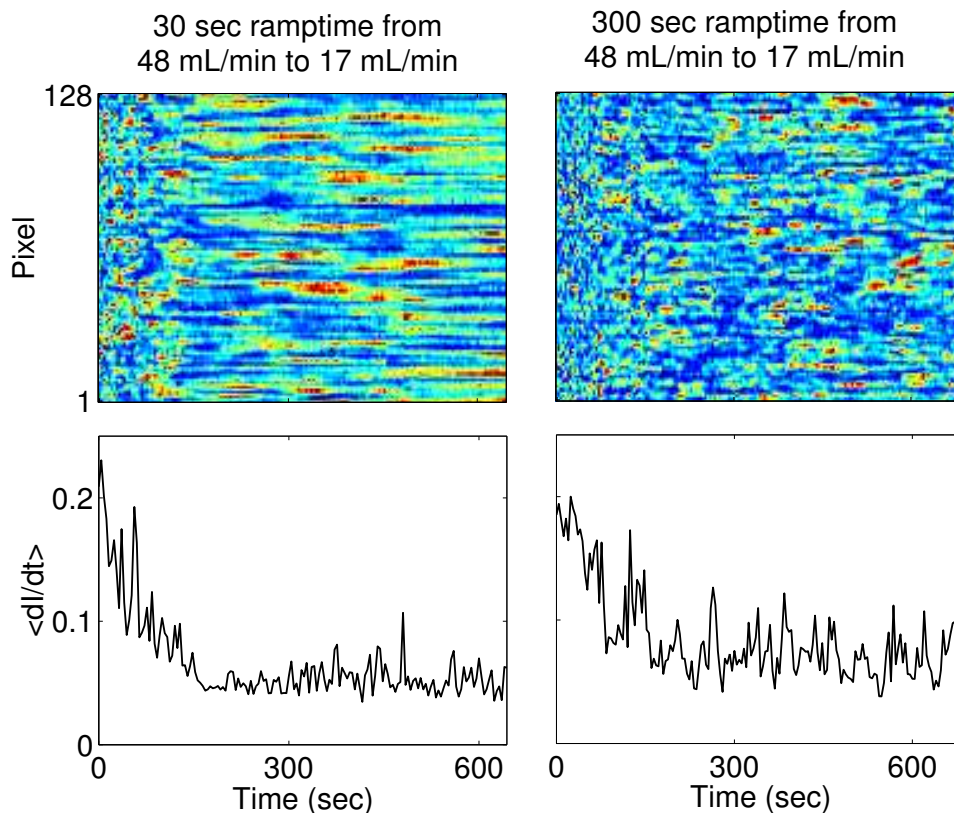 30 sec ramptime from
48 mL/min to 17 mL/min
300 sec ramptime from
48 mL/min to 17 mL/min
128
Pixel
1
0.2
0.1
0
<dI/dt>
0
300
600
Time (sec)
0
300
600
Time (sec)